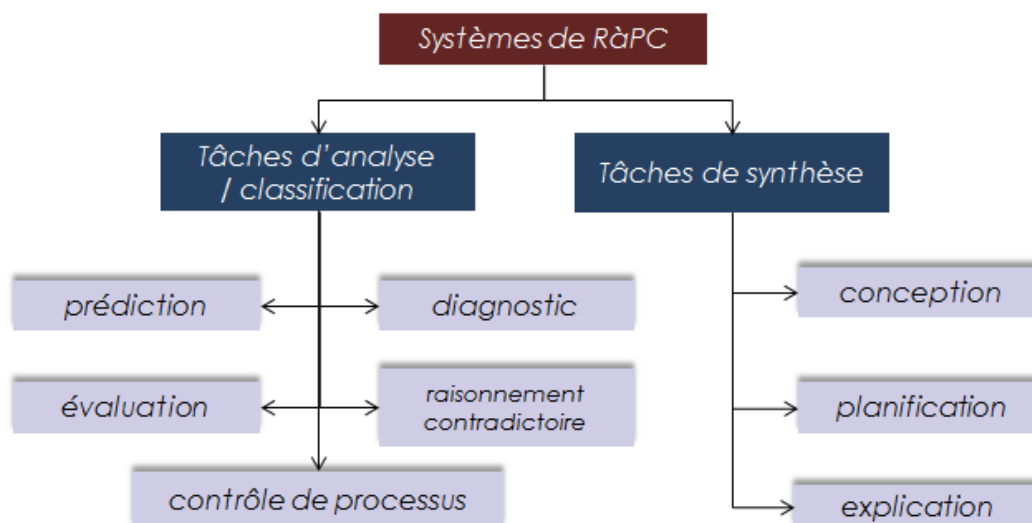 Systèmes de RàPC
Tâches d'analyse
/ classification
Tâches de synthèse
prédiction
diagnostic
conception
évaluation
raisonnement
contradictoire
planification
contrôle de processus
explication